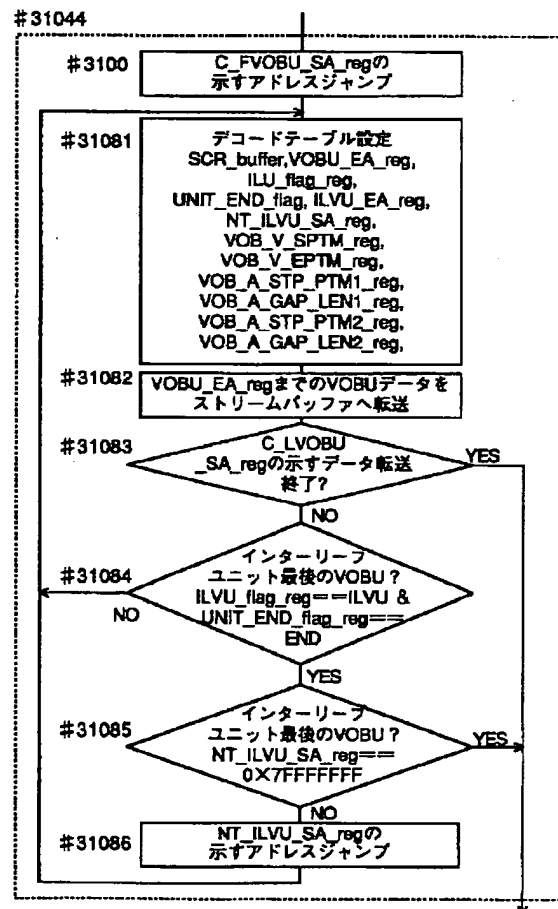 #31044
#3100
C_FVOBU_SA_regの
示すアドレスジャンプ
#31081
デコードテーブル設定
SCR_buffer,VOBU_EA_reg,
ILU_flag_reg,
UNIT_END_flag, ILVU_EA_reg,
NT_ILVU_SA_reg,
VOB_V_SPTM_reg,
VOB_V_EPTM_reg,
VOB_A_STP_PTM1_reg,
VOB_A_GAP_LEN1_reg,
VOB_A_STP_PTM2_reg,
VOB_A_GAP_LEN2_reg,
#31082
VOBU_EA_regまでのVOBUデータを
ストリームバッファへ転送
#31083
C_LVOBU
_SA_regの示すデータ転送
終了?
YES
NO
#31084
インターリーブ
ユニット最後のVOBU?
ILVU_flag_reg==ILVU &
UNIT_END_flag_reg==
END
NO
YES
#31085
インターリーブ
ユニット最後のVOBU?
NT_ILVU_SA_reg==
0X7FFFFFFF
YES
NO
#31086
NT_ILVU_SA_regの
示すアドレスジャンプ